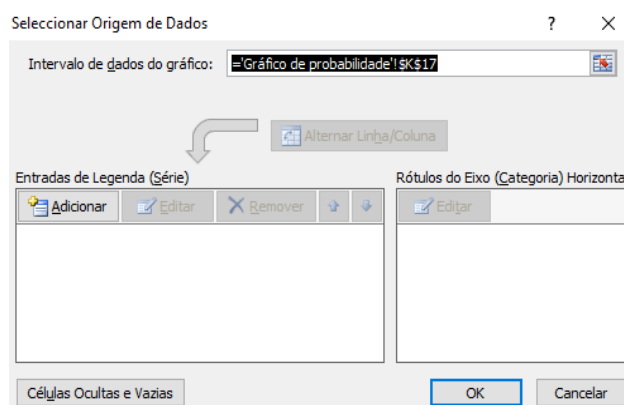 Seleccionar Origem de Dados ?
Intervalo de dados do gráfico: ='Gráfico de probabilidade'!$K$17
Alternar Linha/Coluna
Entradas de Legenda (Série)
Rótulos do Eixo (Categoria) Horizonta
Adicionar Editar Remover
Editar
Células Ocultas e Vazias OK Cancelar